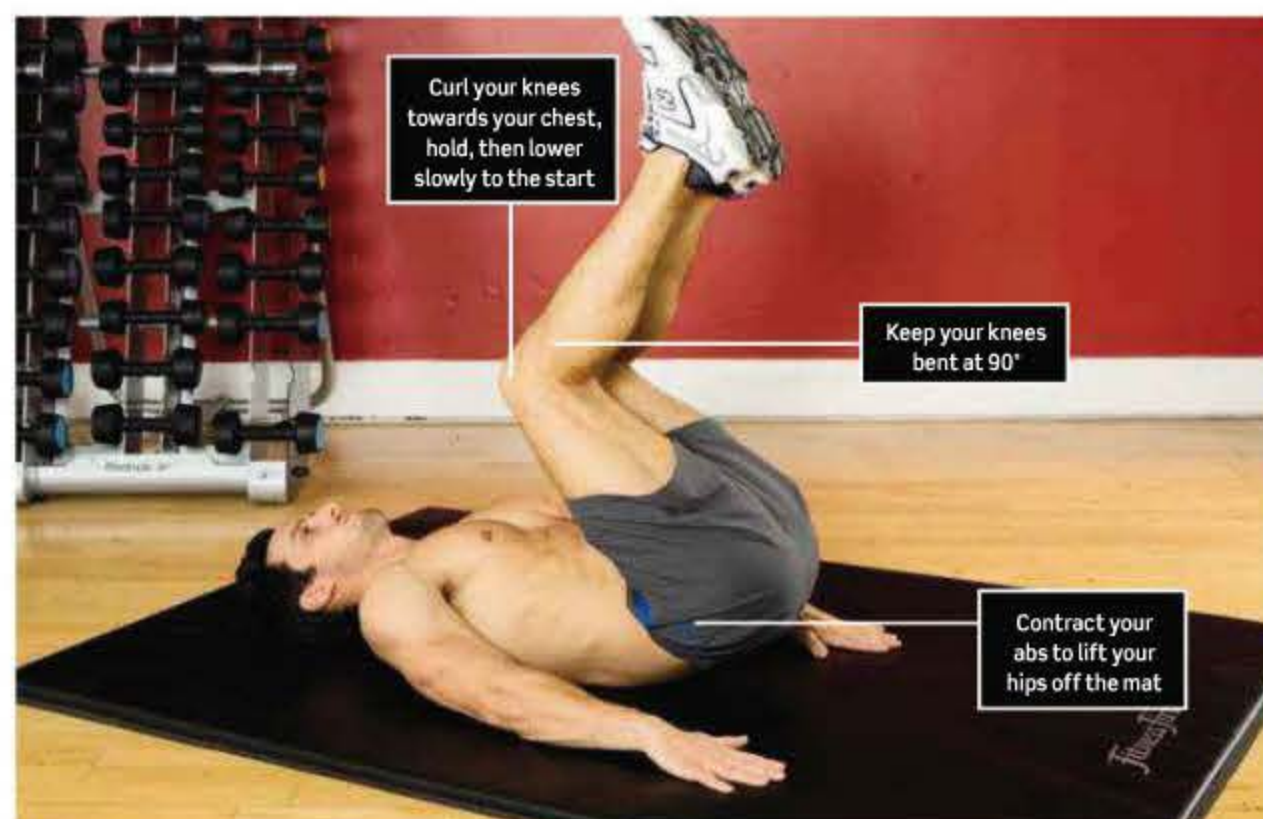 Curl your knees
towards your chest,
hold, then lower
slowly to the start
Keep your knees
bent at 90°
Contract your
abs to lift your
hips off the mat